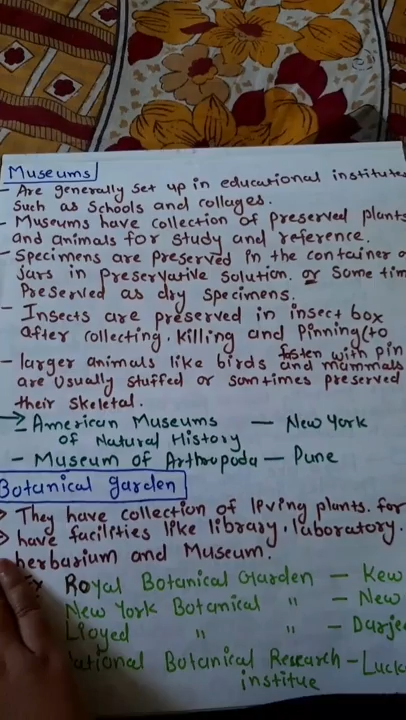 Museums
- Are generally set up in educational institutes
such as schools and collages.
- Museums have collection of preserved plants
and animals for study and reference.
- Specimens are preserved in the container o
jars in preservative solution. or some tim
Preserved as dry specimens.
- Insects are preserved in insect box
after collecting, killing and pinning (to
fasten with pin
- larger animals like birds and mammals
are usually stuffed or somtimes preserved
their skeletal.
→ - American Museums — New York
of Natural History
- Museum of Arthropoda — Pune
Botanical garden
> They have collection of living plants. for
> have facilities like library, laboratory.
herbarium and Museum.
Royal Botanical Garden — Kew
New York Botanical " — New
Lloyed " " — Darje
ational Botanical Research — Luck
institue